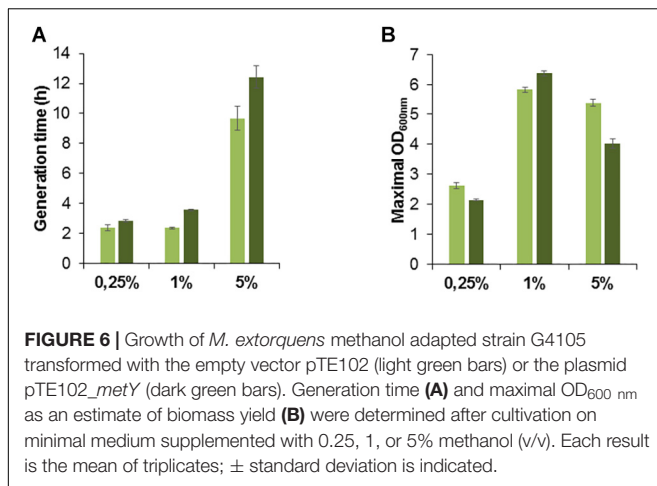 A
B
Generation time (h)
14
12
10
8
6
4
2
0
0,25%
1%
5%
Maximal OD600nm
7
6
5
4
3
2
1
0
0,25%
1%
5%
FIGURE 6 | Growth of M. extorquens methanol adapted strain G4105
transformed with the empty vector pTE102 (light green bars) or the plasmid
pTE102_metY (dark green bars). Generation time (A) and maximal OD600 nm
as an estimate of biomass yield (B) were determined after cultivation on
minimal medium supplemented with 0.25, 1, or 5% methanol (v/v). Each result
is the mean of triplicates; ± standard deviation is indicated.